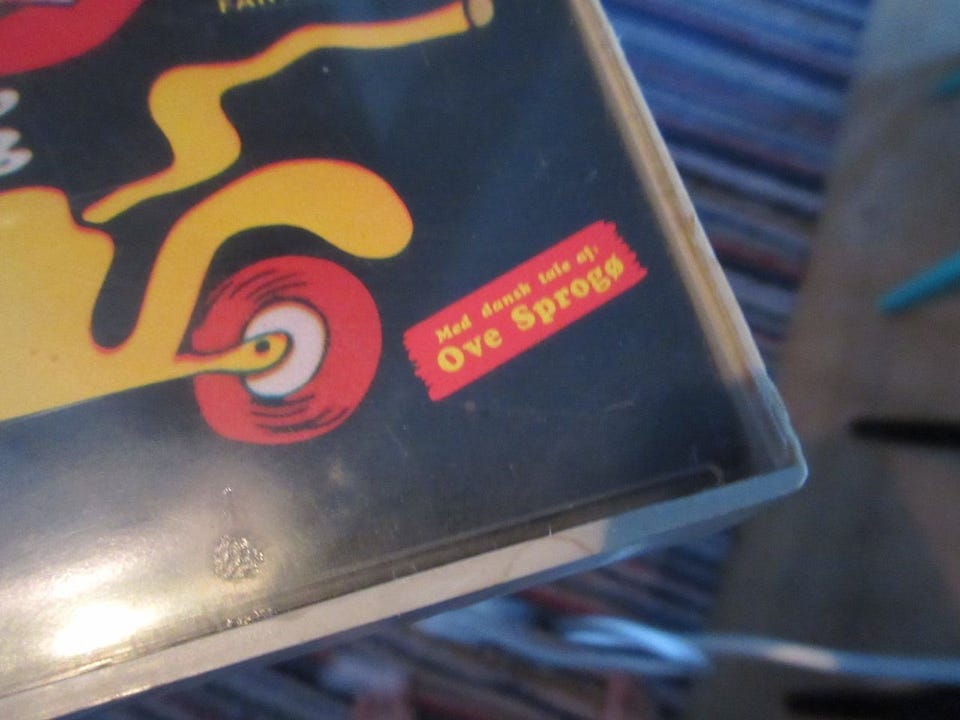 Med dansk tale af:
Ove Sprogø